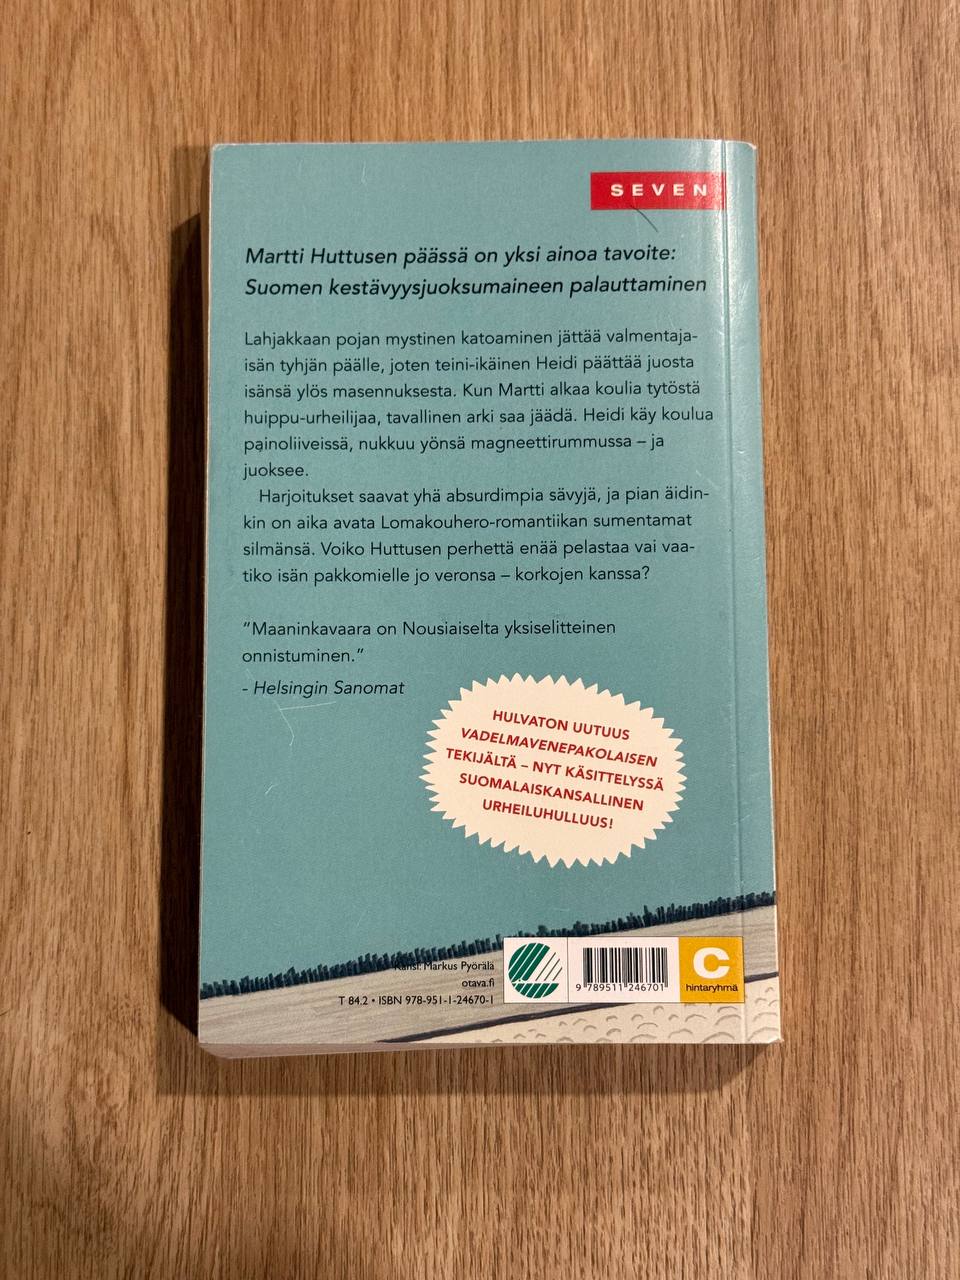 SEVEN
Martti Huttusen päässä on yksi ainoa tavoite:
Suomen kestävyysjuoksumaineen palauttaminen
Lahjakkaan pojan mystinen katoaminen jättää valmentaja-
isän tyhjän päälle, joten teini-ikäinen Heidi päättää juosta
isänsä ylös masennuksesta. Kun Martti alkaa koulia tytöstä
huippu-urheilijaa, tavallinen arki saa jäädä. Heidi käy koulua
painoliiveissä, nukkuu yönsä magneettirummussa – ja
juoksee.
Harjoitukset saavat yhä absurdimpia sävyjä, ja pian äidin-
kin on aika avata Lomakouhero-romantiikan sumentamat
silmänsä. Voiko Huttusen perhettä enää pelastaa vai vaa-
tiko isän pakkomielle jo veronsa – korkojen kanssa?
"Maaninkavaara on Nousiaiselta yksiselitteinen
onnistuminen."
- Helsingin Sanomat
HULVATON UUTUUS
VADELMAVENEPAKOLAISEN
TEKIJÄLTÄ – NYT KÄSITTELYSSÄ
SUOMALAISKANSALLINEN
URHEILUHULLUUS!
Kansi: Markus Pyörälä
otava.fi
T 84.2 • ISBN 978-951-1-24670-1
9 789511 246701
C
hintaryhmä